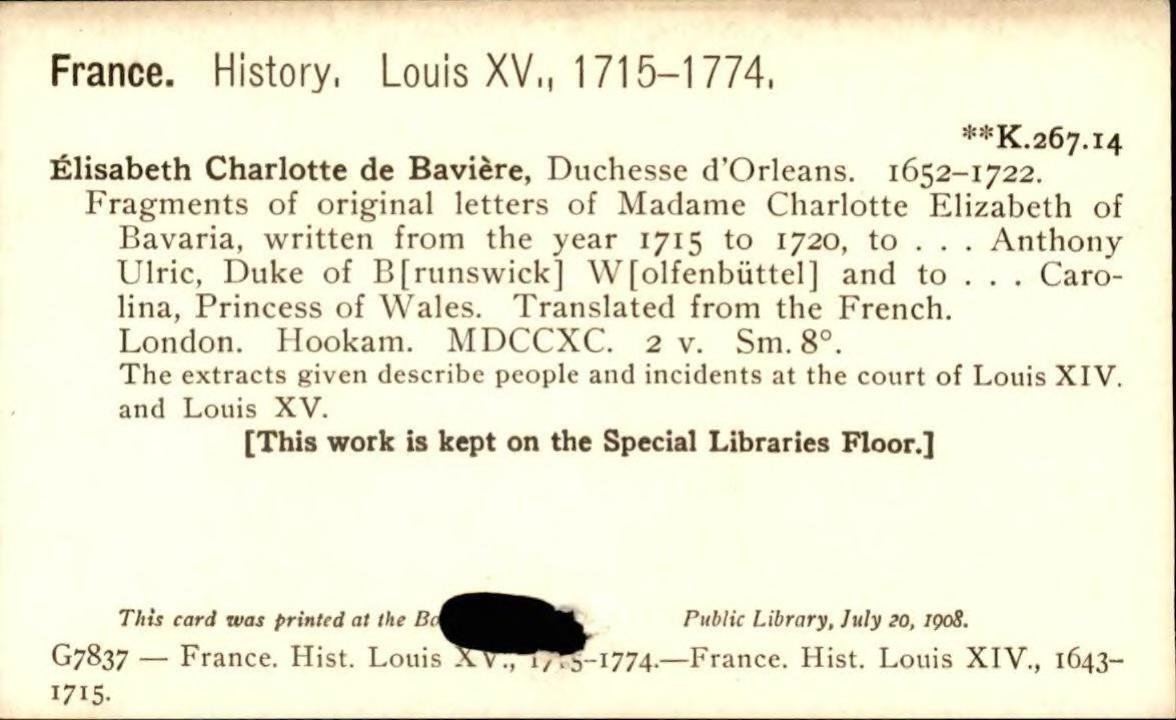 France. History. Louis XV., 1715–1774.
**K.267.14
Élisabeth Charlotte de Bavière, Duchesse d'Orleans. 1652–1722.
Fragments of original letters of Madame Charlotte Elizabeth of
Bavaria, written from the year 1715 to 1720, to . . . Anthony
Ulric, Duke of B[runswick] W[olfenbüttel] and to . . . Caro-
lina, Princess of Wales. Translated from the French.
London. Hookam. MDCCXC. 2 v. Sm. 8°.
The extracts given describe people and incidents at the court of Louis XIV.
and Louis XV.
[This work is kept on the Special Libraries Floor.]
This card was printed at the Public Library, July 20, 1908.
G7837 — France. Hist. Louis XV., 1715–1774.—France. Hist. Louis XIV., 1643–
1715.